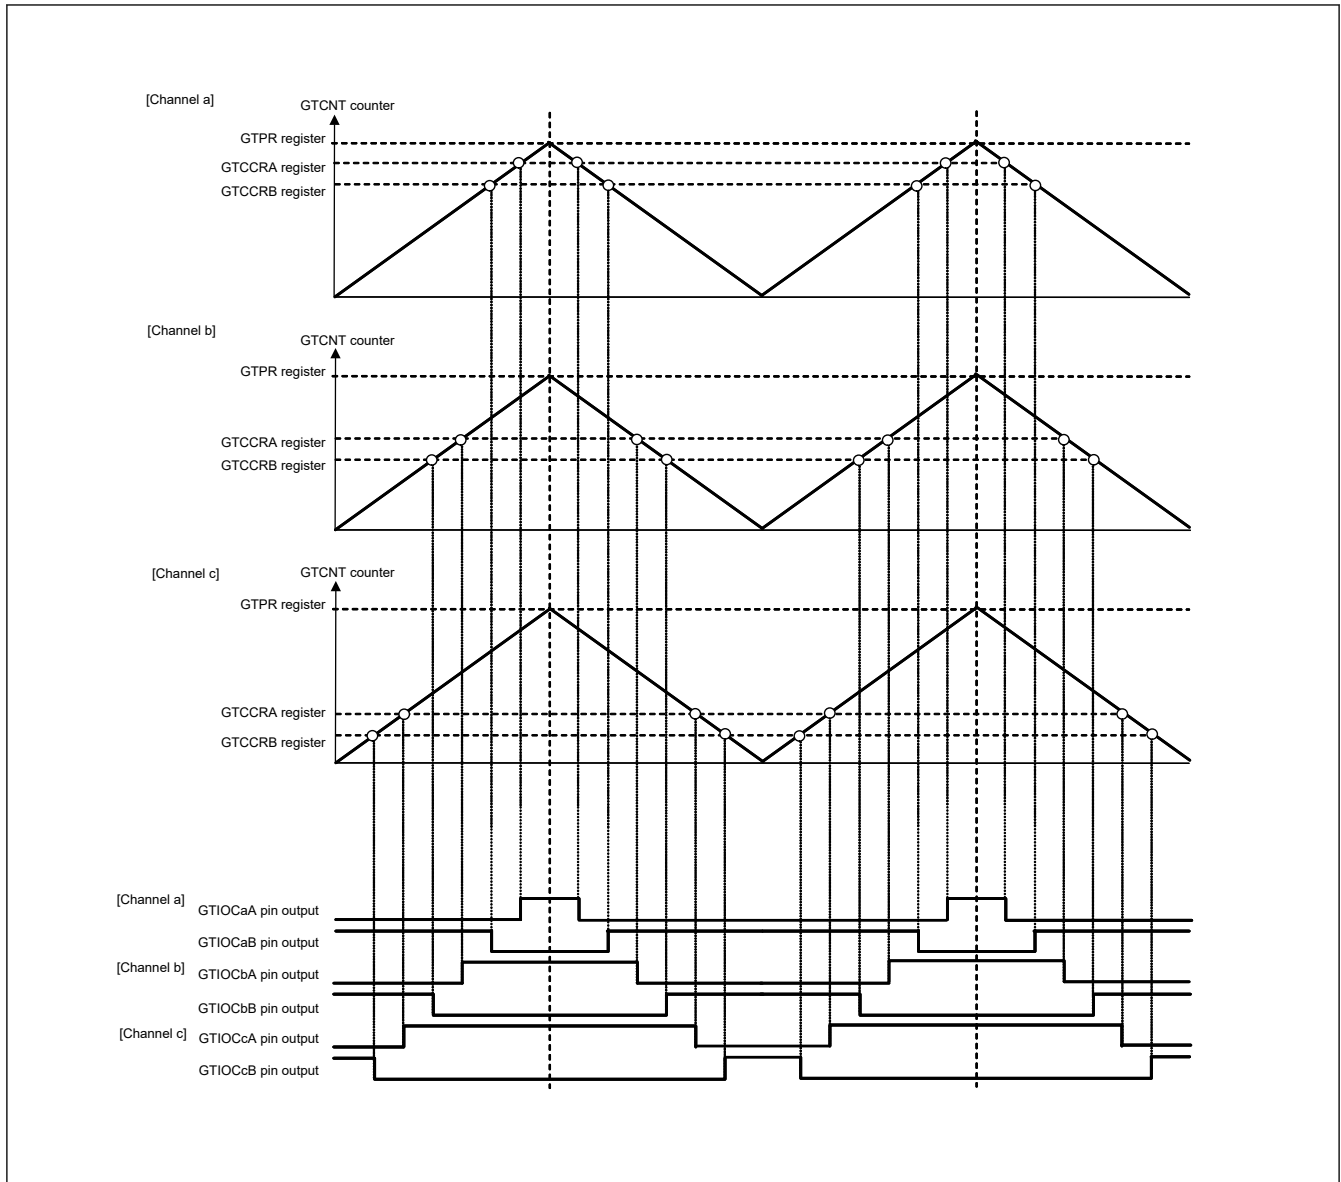 [Channel a]
GTCNT counter
GTPR register
GTCCRA register
GTCCRB register
[Channel b]
GTCNT counter
GTPR register
GTCCRA register
GTCCRB register
[Channel c]
GTCNT counter
GTPR register
GTCCRA register
GTCCRB register
[Channel a]
GTIOCaA pin output
GTIOCaB pin output
[Channel b]
GTIOCbA pin output
GTIOCbB pin output
[Channel c]
GTIOCcA pin output
GTIOCcB pin output